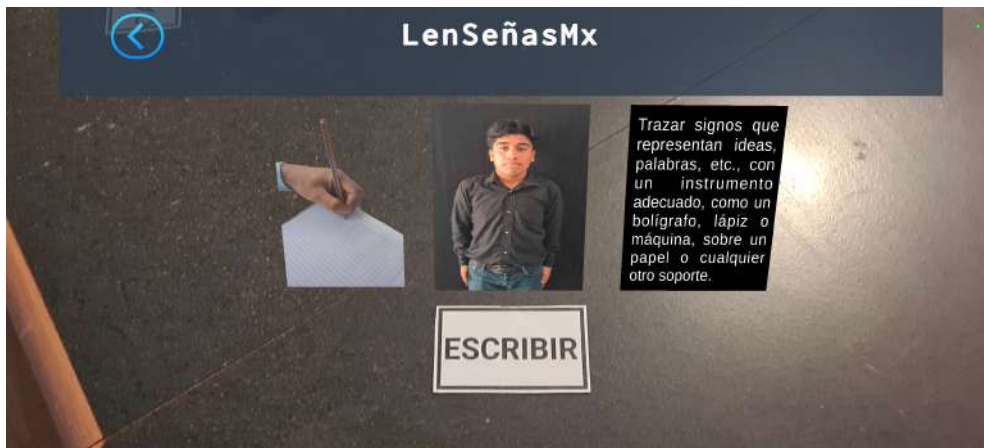 LenSeñasMx
Trazar signos que
representan ideas,
palabras, etc., con
un instrumento
adecuado, como un
bolígrafo, lápiz o
máquina, sobre un
papel o cualquier
otro soporte.
ESCRIBIR